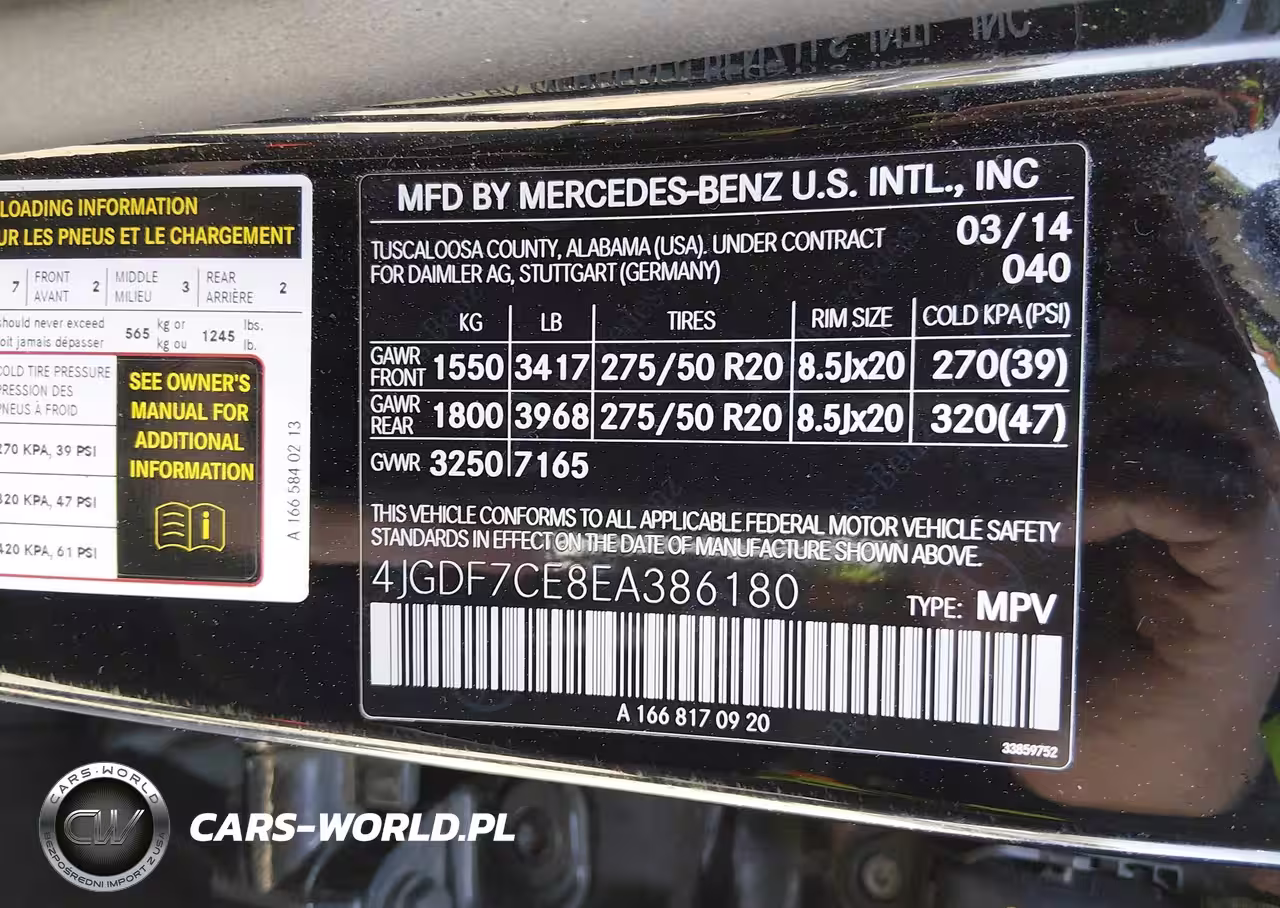 LOADING INFORMATION
UR LES PNEUS ET LE CHARGEMENT
7 FRONT AVANT 2 MIDDLE MILIEU 3 REAR ARRIÈRE 2
should never exceed 565 kg or 1245 lbs.
oit jamais dépasser kg ou lb.
COLD TIRE PRESSURE
PRESSION DES
PNEUS À FROID
270 KPA, 39 PSI
320 KPA, 47 PSI
420 KPA, 61 PSI
SEE OWNER'S
MANUAL FOR
ADDITIONAL
INFORMATION
A 166 584 02 13
MFD BY MERCEDES-BENZ U.S. INTL., INC
TUSCALOOSA COUNTY, ALABAMA (USA). UNDER CONTRACT
FOR DAIMLER AG, STUTTGART (GERMANY)
03/14
040
KG LB TIRES RIM SIZE COLD KPA (PSI)
GAWR FRONT 1550 3417 275/50 R20 8.5Jx20 270(39)
GAWR REAR 1800 3968 275/50 R20 8.5Jx20 320(47)
GVWR 3250 7165
THIS VEHICLE CONFORMS TO ALL APPLICABLE FEDERAL MOTOR VEHICLE SAFETY
STANDARDS IN EFFECT ON THE DATE OF MANUFACTURE SHOWN ABOVE.
4JGDF7CE8EA386180
TYPE: MPV
A 166 817 09 20
33859752
CARS-WORLD
CW
BEZPOŚREDNI IMPORT Z USA
CARS-WORLD.PL